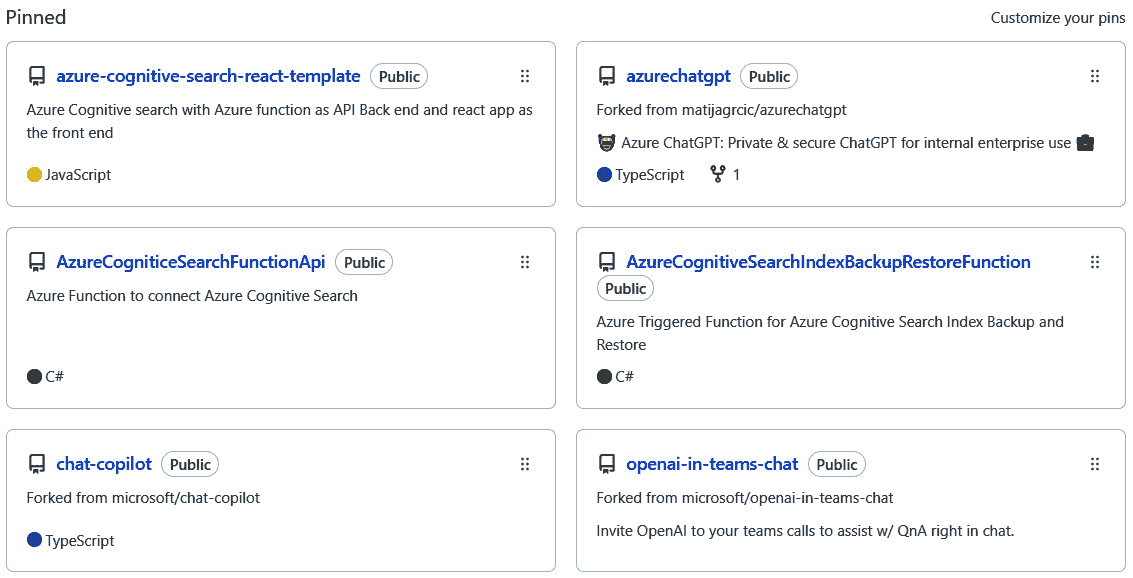 Pinned
Customize your pins
azure-cognitive-search-react-template Public
Azure Cognitive search with Azure function as API Back end and react app as
the front end
JavaScript
azurechatgpt Public
Forked from matijagrcic/azurechatgpt
Azure ChatGPT: Private & secure ChatGPT for internal enterprise use
TypeScript 1
AzureCogniticeSearchFunctionApi Public
Azure Function to connect Azure Cognitive Search
C#
AzureCognitiveSearchIndexBackupRestoreFunction
Public
Azure Triggered Function for Azure Cognitive Search Index Backup and
Restore
C#
chat-copilot Public
Forked from microsoft/chat-copilot
TypeScript
openai-in-teams-chat Public
Forked from microsoft/openai-in-teams-chat
Invite OpenAI to your teams calls to assist w/ QnA right in chat.